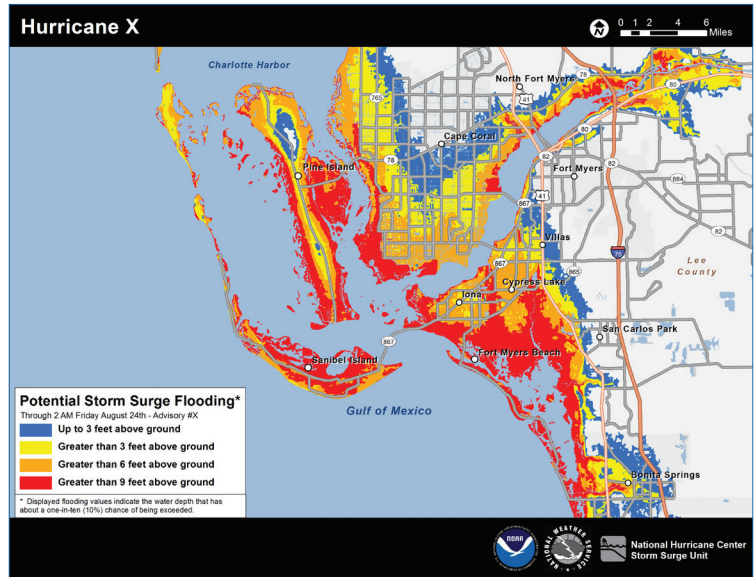 Hurricane X
N
0 1 2 4 6
Miles
Charlotte Harbor
North Fort Myers
78
80
41
765
Cape Coral
80
78
82
Pine Island
Fort Myers
82
884
867
41
82
Villas
867
75
Lee
County
865
Cypress Lake
Iona
San Carlos Park
867
Fort Myers Beach
Sanibel Island
Gulf of Mexico
Bonita Springs
Potential Storm Surge Flooding*
Through 2 AM Friday August 24th - Advisory #X
Up to 3 feet above ground
Greater than 3 feet above ground
Greater than 6 feet above ground
Greater than 9 feet above ground
* Displayed flooding values indicate the water depth that has
about a one-in-ten (10%) chance of being exceeded.
NOAA
NATIONAL WEATHER SERVICE
National Hurricane Center
Storm Surge Unit